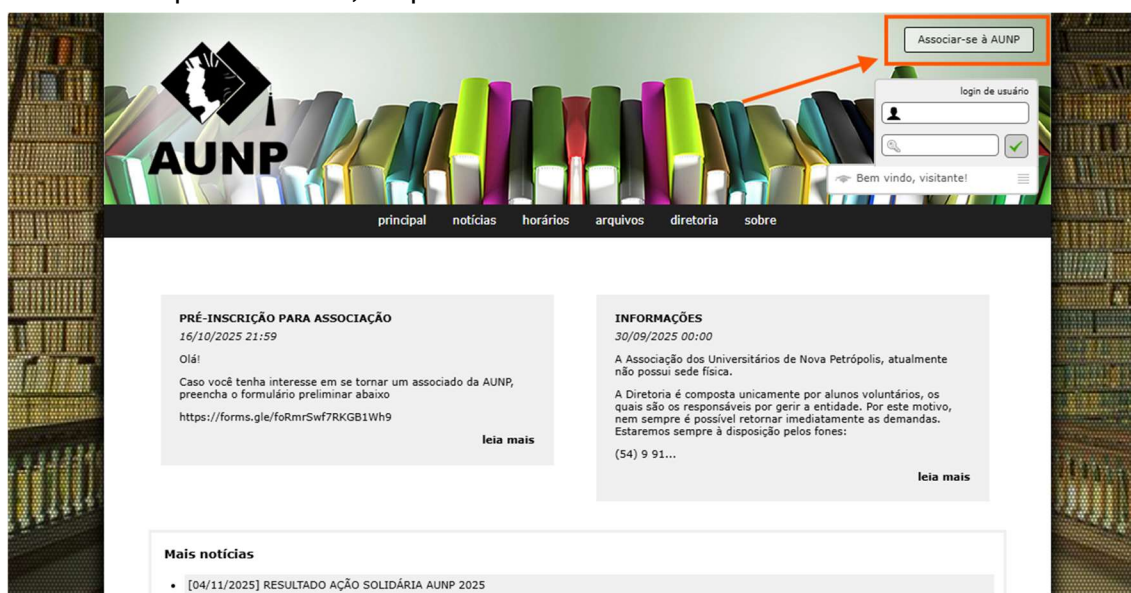 Associar-se à AUNP
login de usuário
AUNP
Bem vindo, visitante!
principal notícias horários arquivos diretoria sobre
PRÉ-INSCRIÇÃO PARA ASSOCIAÇÃO
16/10/2025 21:59
Olá!
Caso você tenha interesse em se tornar um associado da AUNP,
preencha o formulário preliminar abaixo
https://forms.gle/foRmrSwf7RKGB1Wh9
leia mais
INFORMAÇÕES
30/09/2025 00:00
A Associação dos Universitários de Nova Petrópolis, atualmente
não possui sede física.
A Diretoria é composta unicamente por alunos voluntários, os
quais são os responsáveis por gerir a entidade. Por este motivo,
nem sempre é possível retornar imediatamente as demandas.
Estaremos sempre à disposição pelos fones:
(54) 9 91...
leia mais
Mais notícias
• [04/11/2025] RESULTADO AÇÃO SOLIDÁRIA AUNP 2025